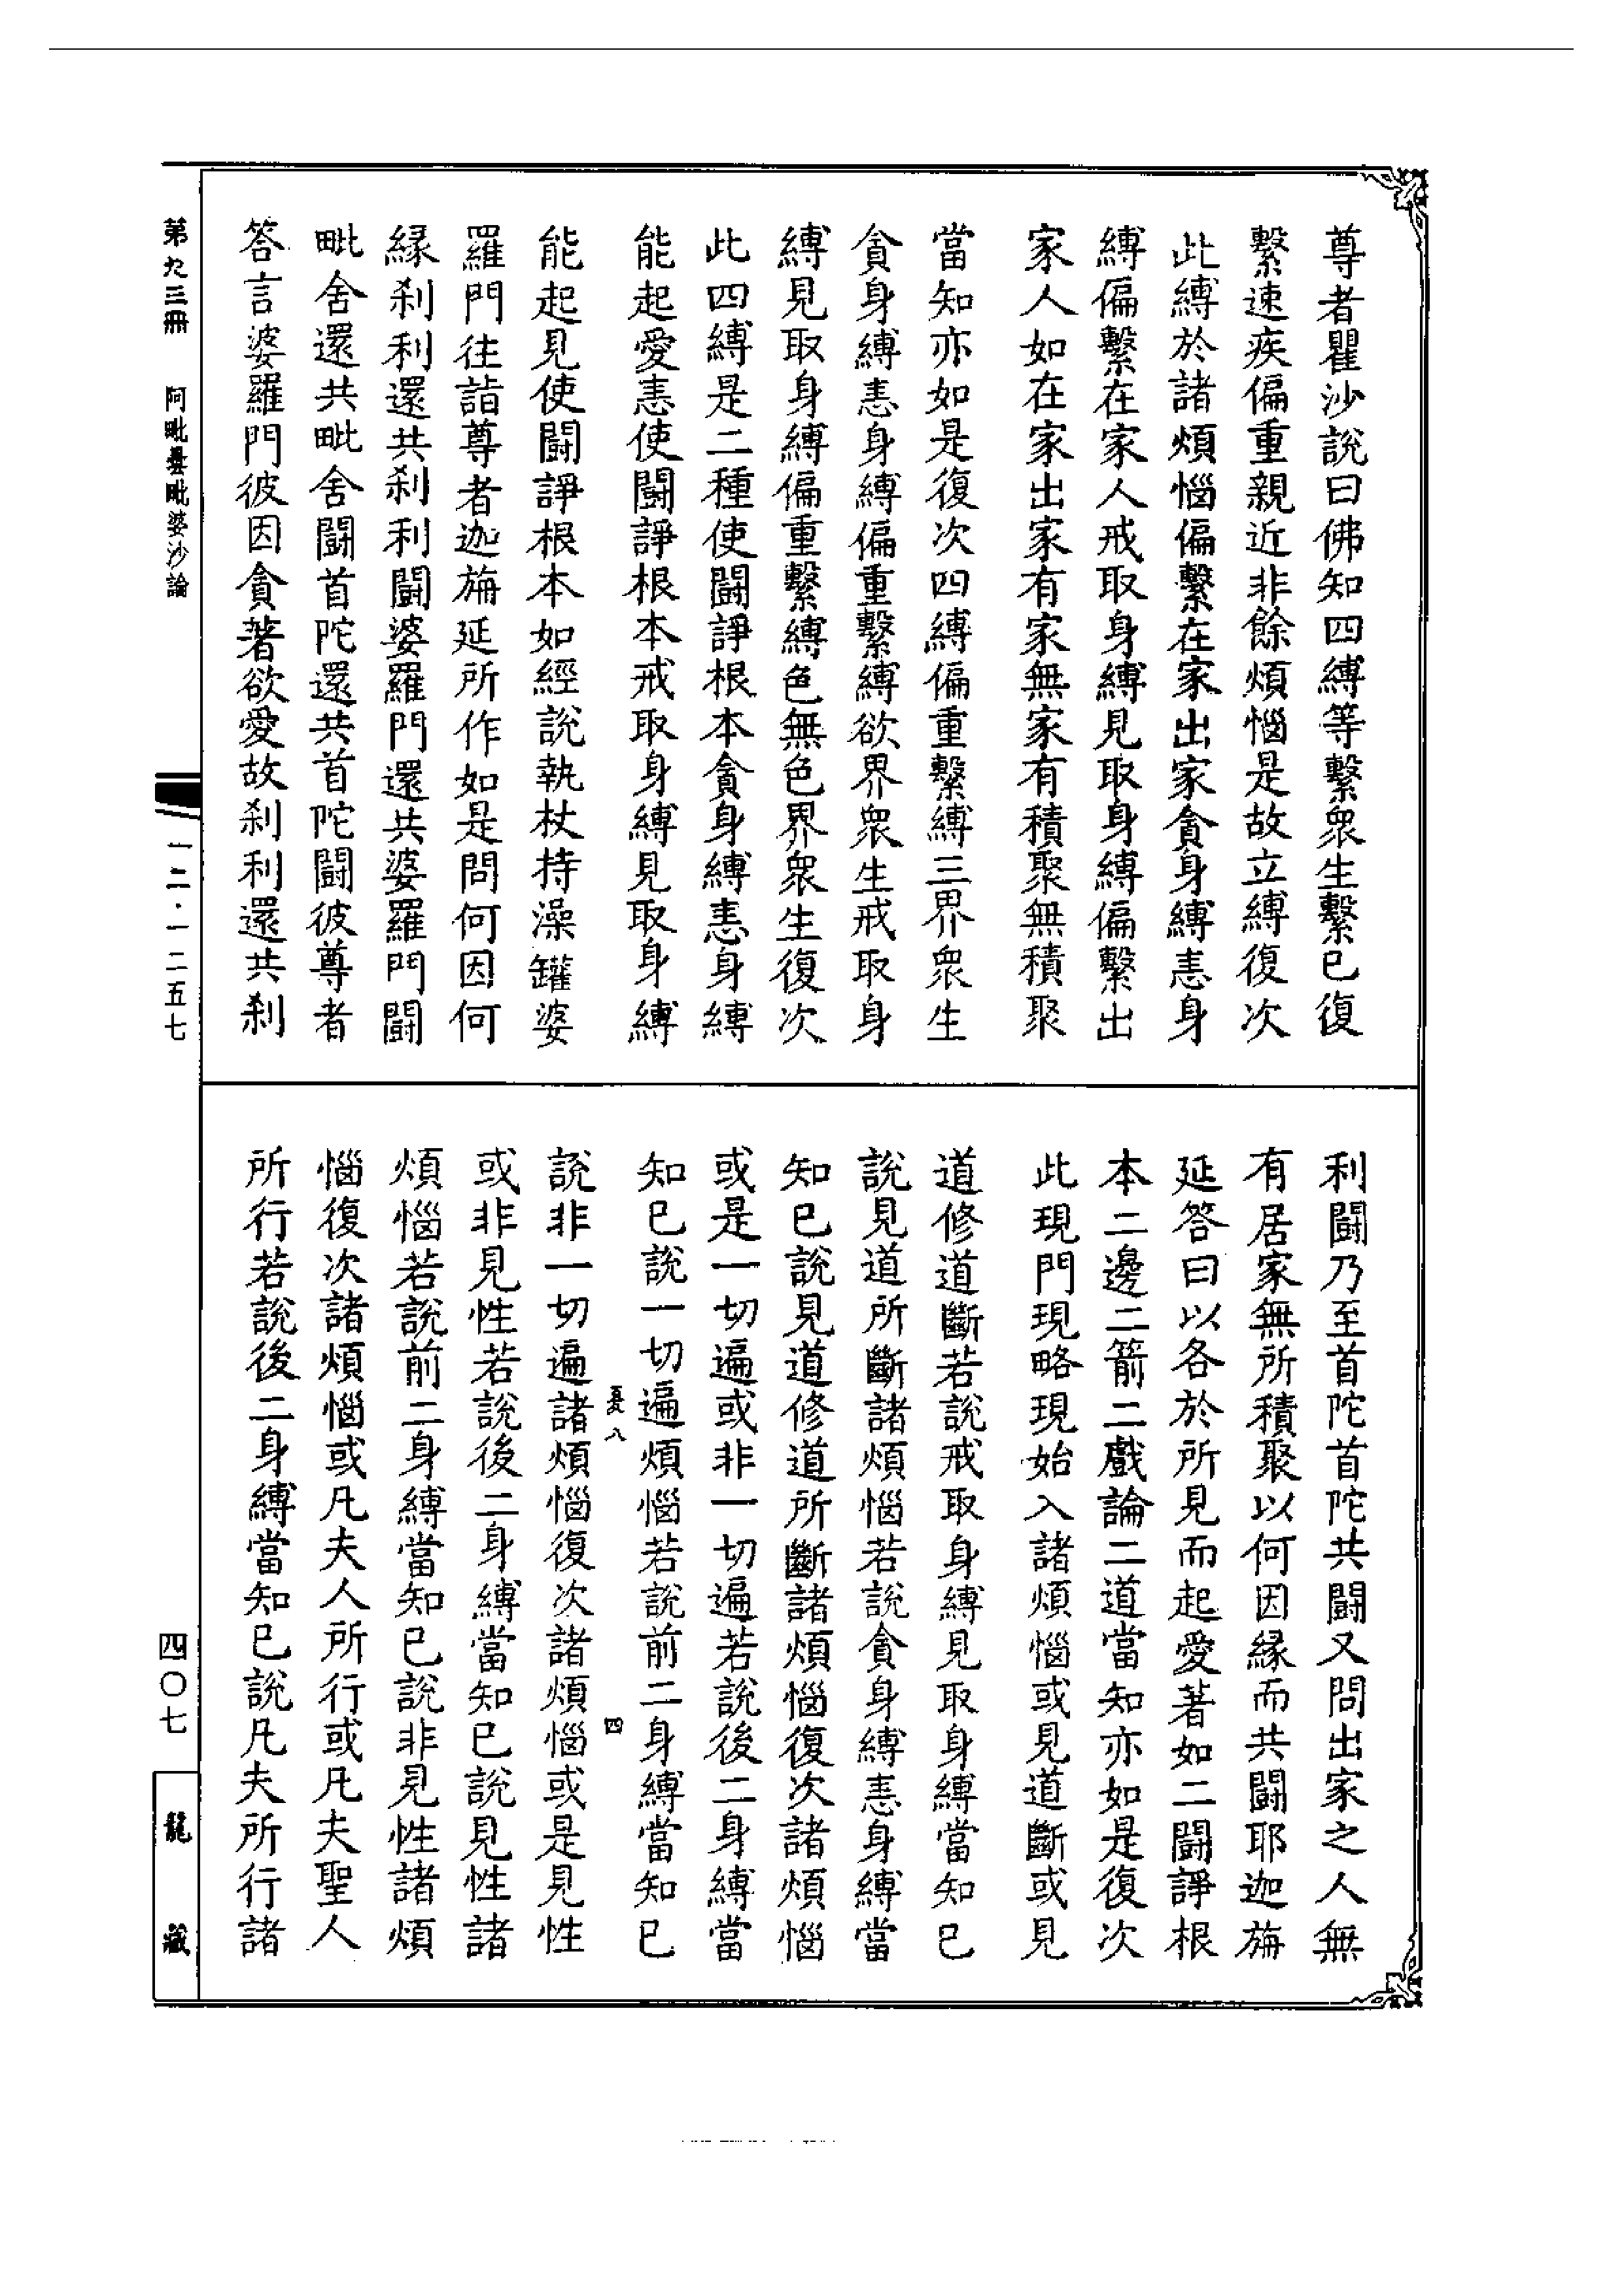 尊者瞿沙說曰佛知四縛等繫衆生繫已復
繫速疾偏重親近非餘煩惱是故立縛復次
此縛於諸煩惱偏繫在家出家貪身縛恚身
縛偏繫在家人戒取身縛見取身縛偏繫出
家人如在家出家有家無家有積聚無積聚
當知亦如是復次四縛偏重繫縛三界衆生
貪身縛恚身縛偏重繫縛欲界衆生戒取身
縛見取身縛偏重繫縛色無色界衆生復次
此四縛是二種使鬪諍根本貪身縛恚身縛
能起愛恚使鬪諍根本戒取身縛見取身縛
能起見使鬪諍根本如經說執杖持澡罐婆
羅門往詣尊者迦旃延所作如是問何因何
緣刹利還共刹利鬪婆羅門還共婆羅門鬪
毗舍還共毗舍鬪首陀還共首陀鬪彼尊者
答言婆羅門彼因貪著欲愛故刹利還共刹
利鬪乃至首陀首陀共鬪又問出家之人無
有居家無所積聚以何因緣而共鬪耶迦旃
延答曰以各於所見而起愛著如二鬪諍根
本二邊二箭二戲論二道當知亦如是復次
此現門現略現始入諸煩惱或見道斷或見
道修道斷若說戒取身縛見取身縛當知已
說見道所斷諸煩惱若說貪身縛恚身縛當
知已說見道修道所斷諸煩惱復次諸煩惱
或是一切遍或非一切遍若說後二身縛當
知已說一切遍煩惱若說前二身縛當知已
八 四
說非一切遍諸煩惱復次諸煩惱或是見性
或非見性若說後二身縛當知已說見性諸
煩惱若說前二身縛當知已說非見性諸煩
惱復次諸煩惱或凡夫人所行或凡夫聖人
所行若說後二身縛當知已說凡夫所行諸
第九三冊 阿毗曇毗婆沙論
一二·一二五七
四〇七
龍藏